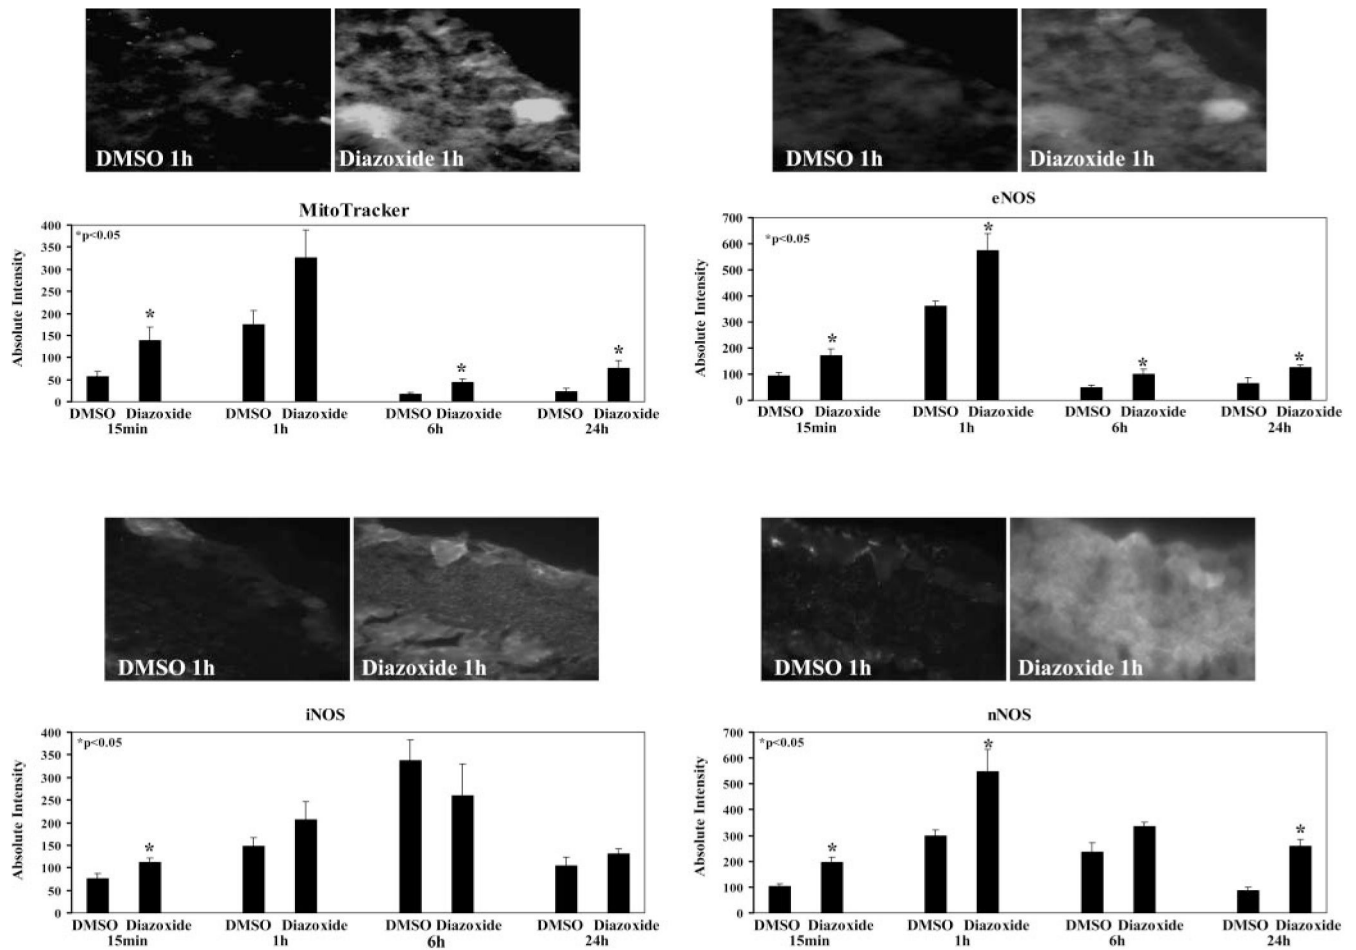 DMSO 1h
Diazoxide 1h
MitoTracker
*p<0.05
Absolute Intensity
400
350
300
250
200
150
100
50
0
*
*
*
DMSO Diazoxide DMSO Diazoxide DMSO Diazoxide DMSO Diazoxide
15min 1h 6h 24h
DMSO 1h
Diazoxide 1h
eNOS
*p<0.05
Absolute Intensity
700
600
500
400
300
200
100
0
*
*
*
*
DMSO Diazoxide DMSO Diazoxide DMSO Diazoxide DMSO Diazoxide
15min 1h 6h 24h
DMSO 1h
Diazoxide 1h
iNOS
*p<0.05
Absolute Intensity
400
350
300
250
200
150
100
50
0
*
DMSO Diazoxide DMSO Diazoxide DMSO Diazoxide DMSO Diazoxide
15min 1h 6h 24h
DMSO 1h
Diazoxide 1h
nNOS
*p<0.05
Absolute Intensity
700
600
500
400
300
200
100
0
*
*
*
DMSO Diazoxide DMSO Diazoxide DMSO Diazoxide DMSO Diazoxide
15min 1h 6h 24h